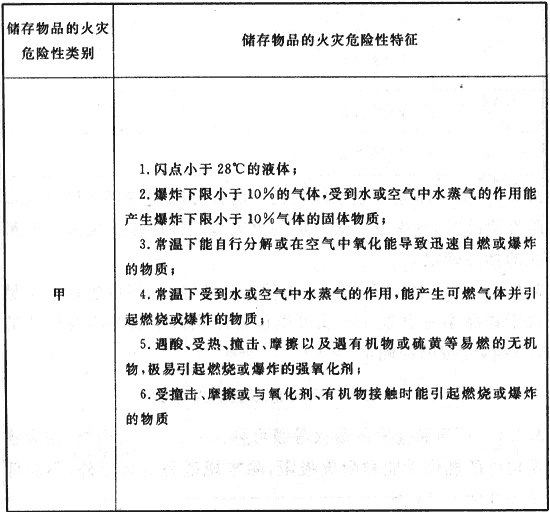 储存物品的火灾
危险性类别
储存物品的火灾危险性特征
甲
1.闪点小于28℃的液体；
2.爆炸下限小于10%的气体，受到水或空气中水蒸气的作用能
产生爆炸下限小于10%气体的固体物质；
3.常温下能自行分解或在空气中氧化能导致迅速自燃或爆炸
的物质；
4.常温下受到水或空气中水蒸气的作用，能产生可燃气体并引
起燃烧或爆炸的物质；
5.遇酸、受热、撞击、摩擦以及遇有机物或硫黄等易燃的无机
物，极易引起燃烧或爆炸的强氧化剂；
6.受撞击、摩擦或与氧化剂、有机物接触时能引起燃烧或爆炸
的物质